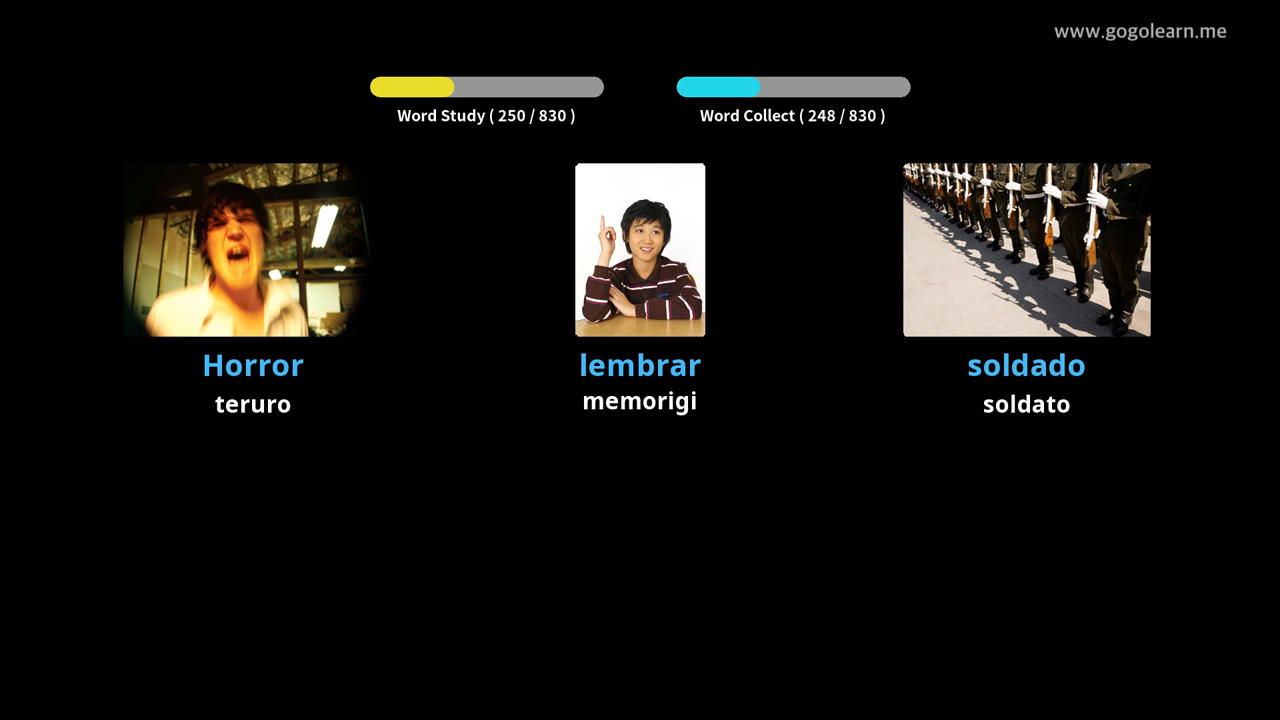 www.gogolearn.me
Word Study ( 250 / 830 )
Word Collect ( 248 / 830 )
Horror
teruro
lembrar
memorigi
soldado
soldato